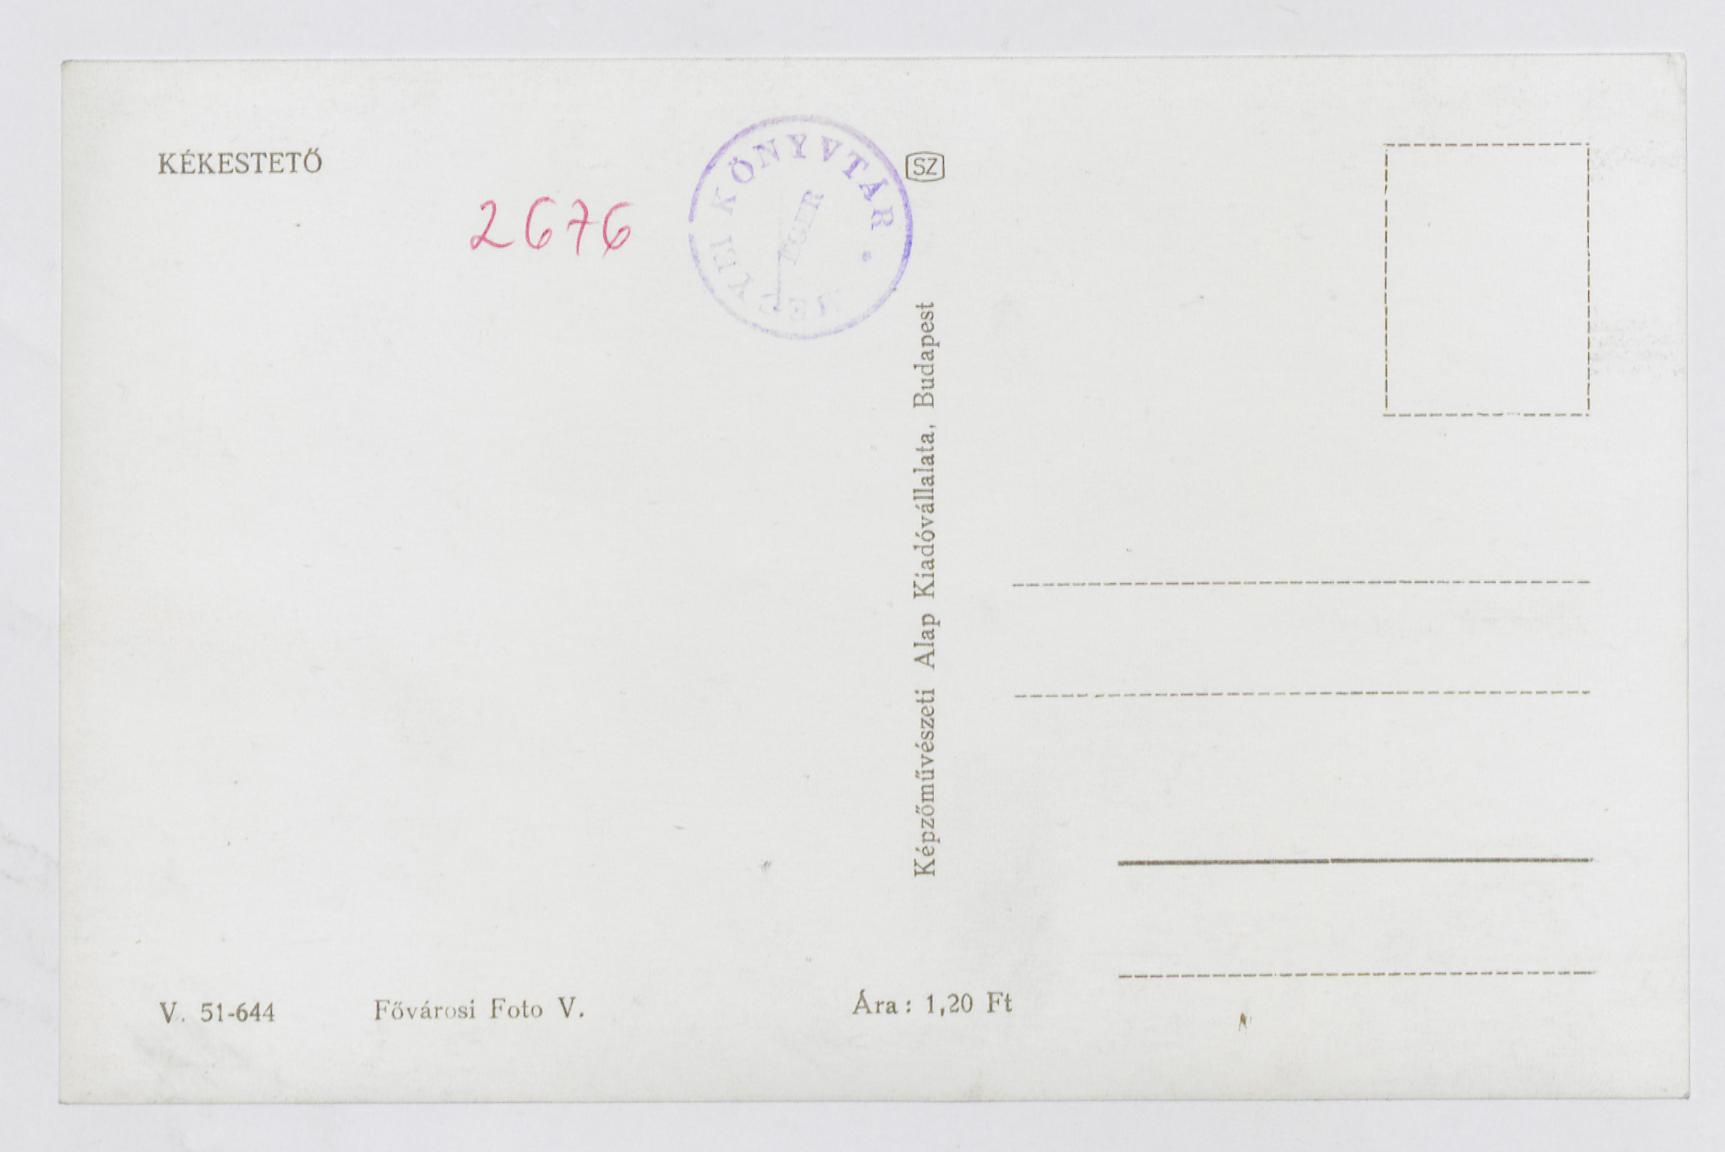 KÉKESTETŐ
2676
MEGYEI KÖNYVTÁR
EGER
SZ
Képzőművészeti Alap Kiadóvállalata, Budapest
V. 51-644 Fővárosi Foto V. Ára: 1,20 Ft